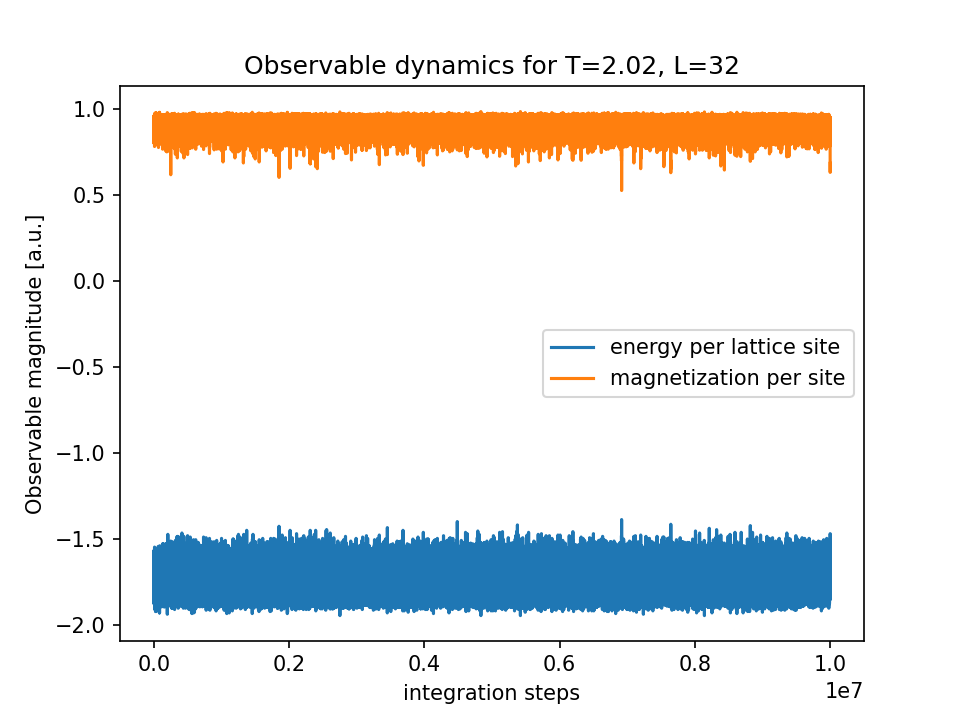 Observable dynamics for T=2.02, L=32
Observable magnitude [a.u.]
1.0
0.5
0.0
−0.5
−1.0
−1.5
−2.0
energy per lattice site
magnetization per site
0.0 0.2 0.4 0.6 0.8 1.0
1e7
integration steps